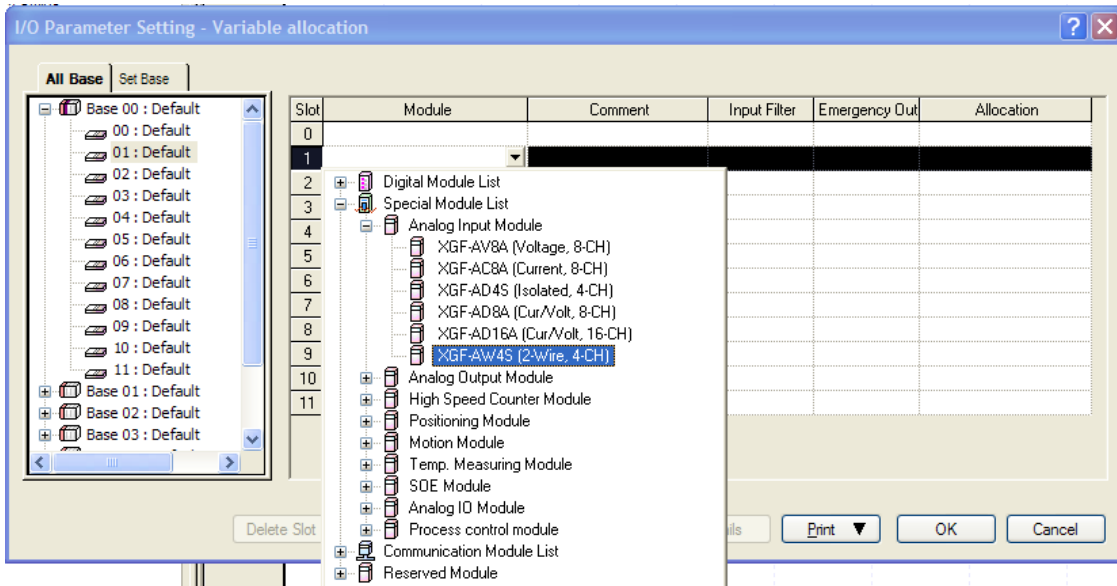 I/O Parameter Setting - Variable allocation
All Base Set Base
Base 00 : Default
00 : Default
01 : Default
02 : Default
03 : Default
04 : Default
05 : Default
06 : Default
07 : Default
08 : Default
09 : Default
10 : Default
11 : Default
Base 01 : Default
Base 02 : Default
Base 03 : Default
Slot Module Comment Input Filter Emergency Out Allocation
0
1
2
3
4
5
6
7
8
9
10
11
Digital Module List
Special Module List
Analog Input Module
XGF-AV8A (Voltage, 8-CH)
XGF-AC8A (Current, 8-CH)
XGF-AD4S (Isolated, 4-CH)
XGF-AD8A (Cur/Volt, 8-CH)
XGF-AD16A (Cur/Volt, 16-CH)
XGF-AW4S (2-Wire, 4-CH)
Analog Output Module
High Speed Counter Module
Positioning Module
Motion Module
Temp. Measuring Module
SOE Module
Analog IO Module
Process control module
Communication Module List
Reserved Module
Delete Slot ils Print OK Cancel